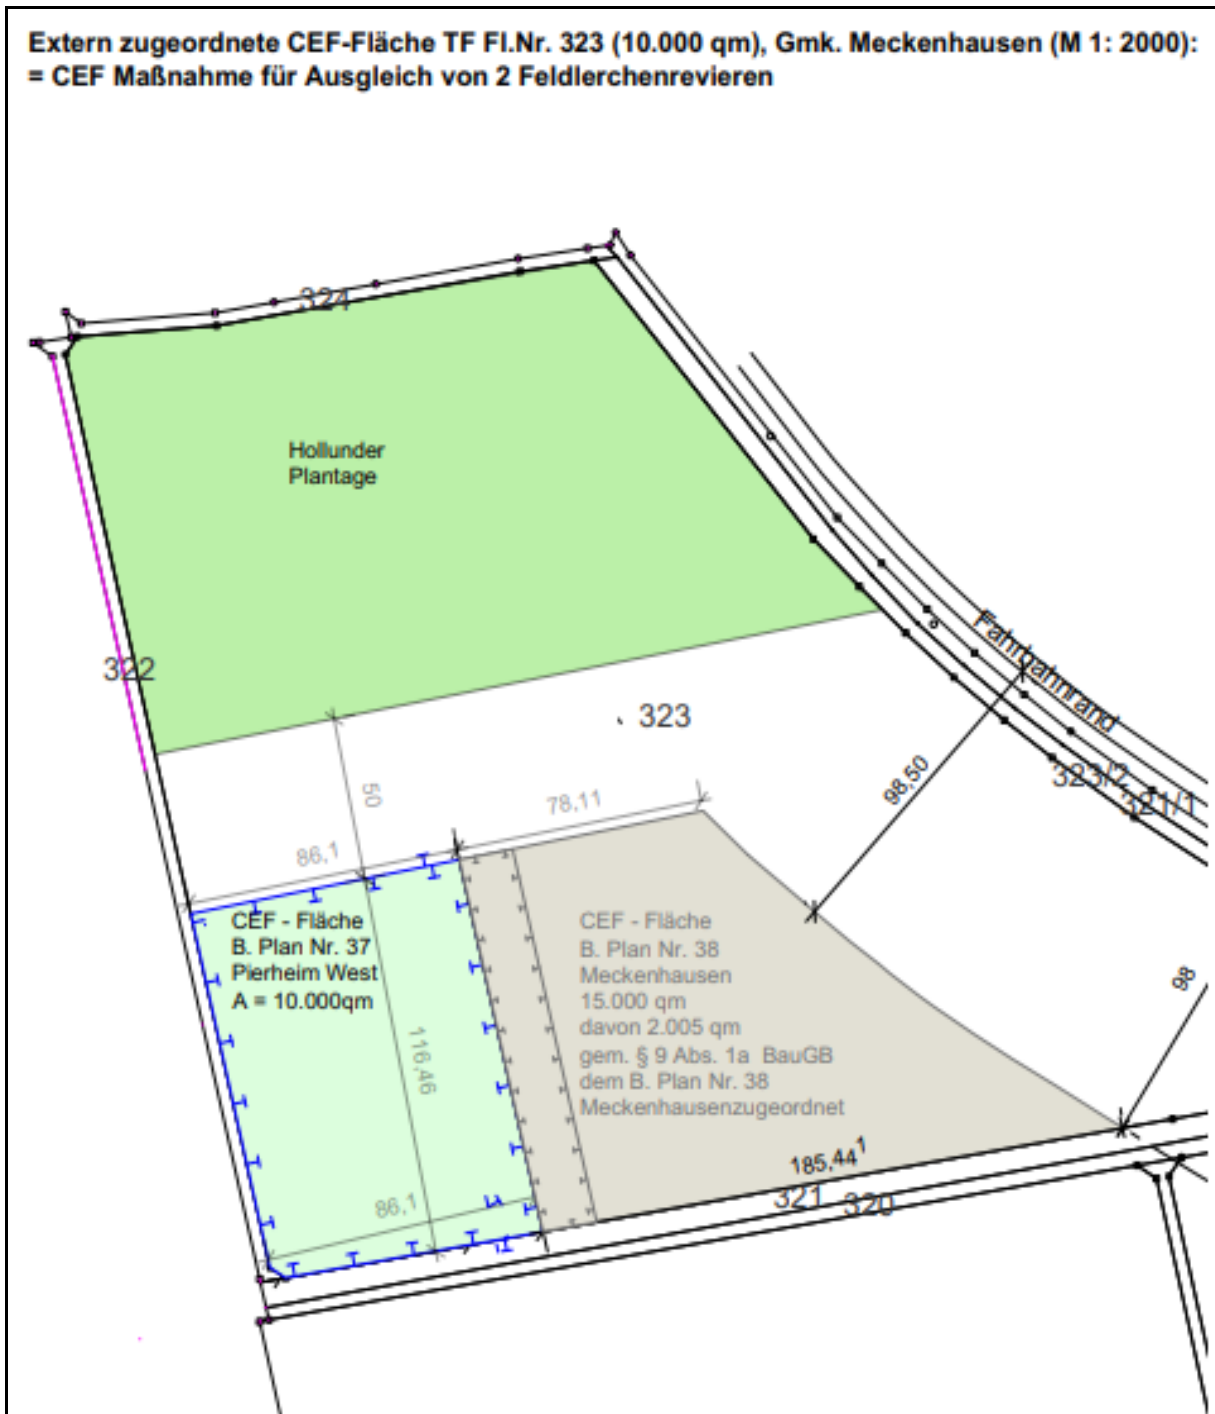 Extern zugeordnete CEF-Fläche TF Fl.Nr. 323 (10.000 qm), Gmk. Meckenhausen (M 1: 2000):
= CEF Maßnahme für Ausgleich von 2 Feldlerchenrevieren
324
Hollunder
Plantage
322
323
Fahrbahnrand
323/2
321/1
98,50
50
78,11
86,1
CEF - Fläche
B. Plan Nr. 37
Pierheim West
A = 10.000qm
CEF - Fläche
B. Plan Nr. 38
Meckenhausen
15.000 qm
davon 2.005 qm
gem. § 9 Abs. 1a BauGB
dem B. Plan Nr. 38
Meckenhausenzugeordnet
98
116,46
86,1
185,44¹
321
320